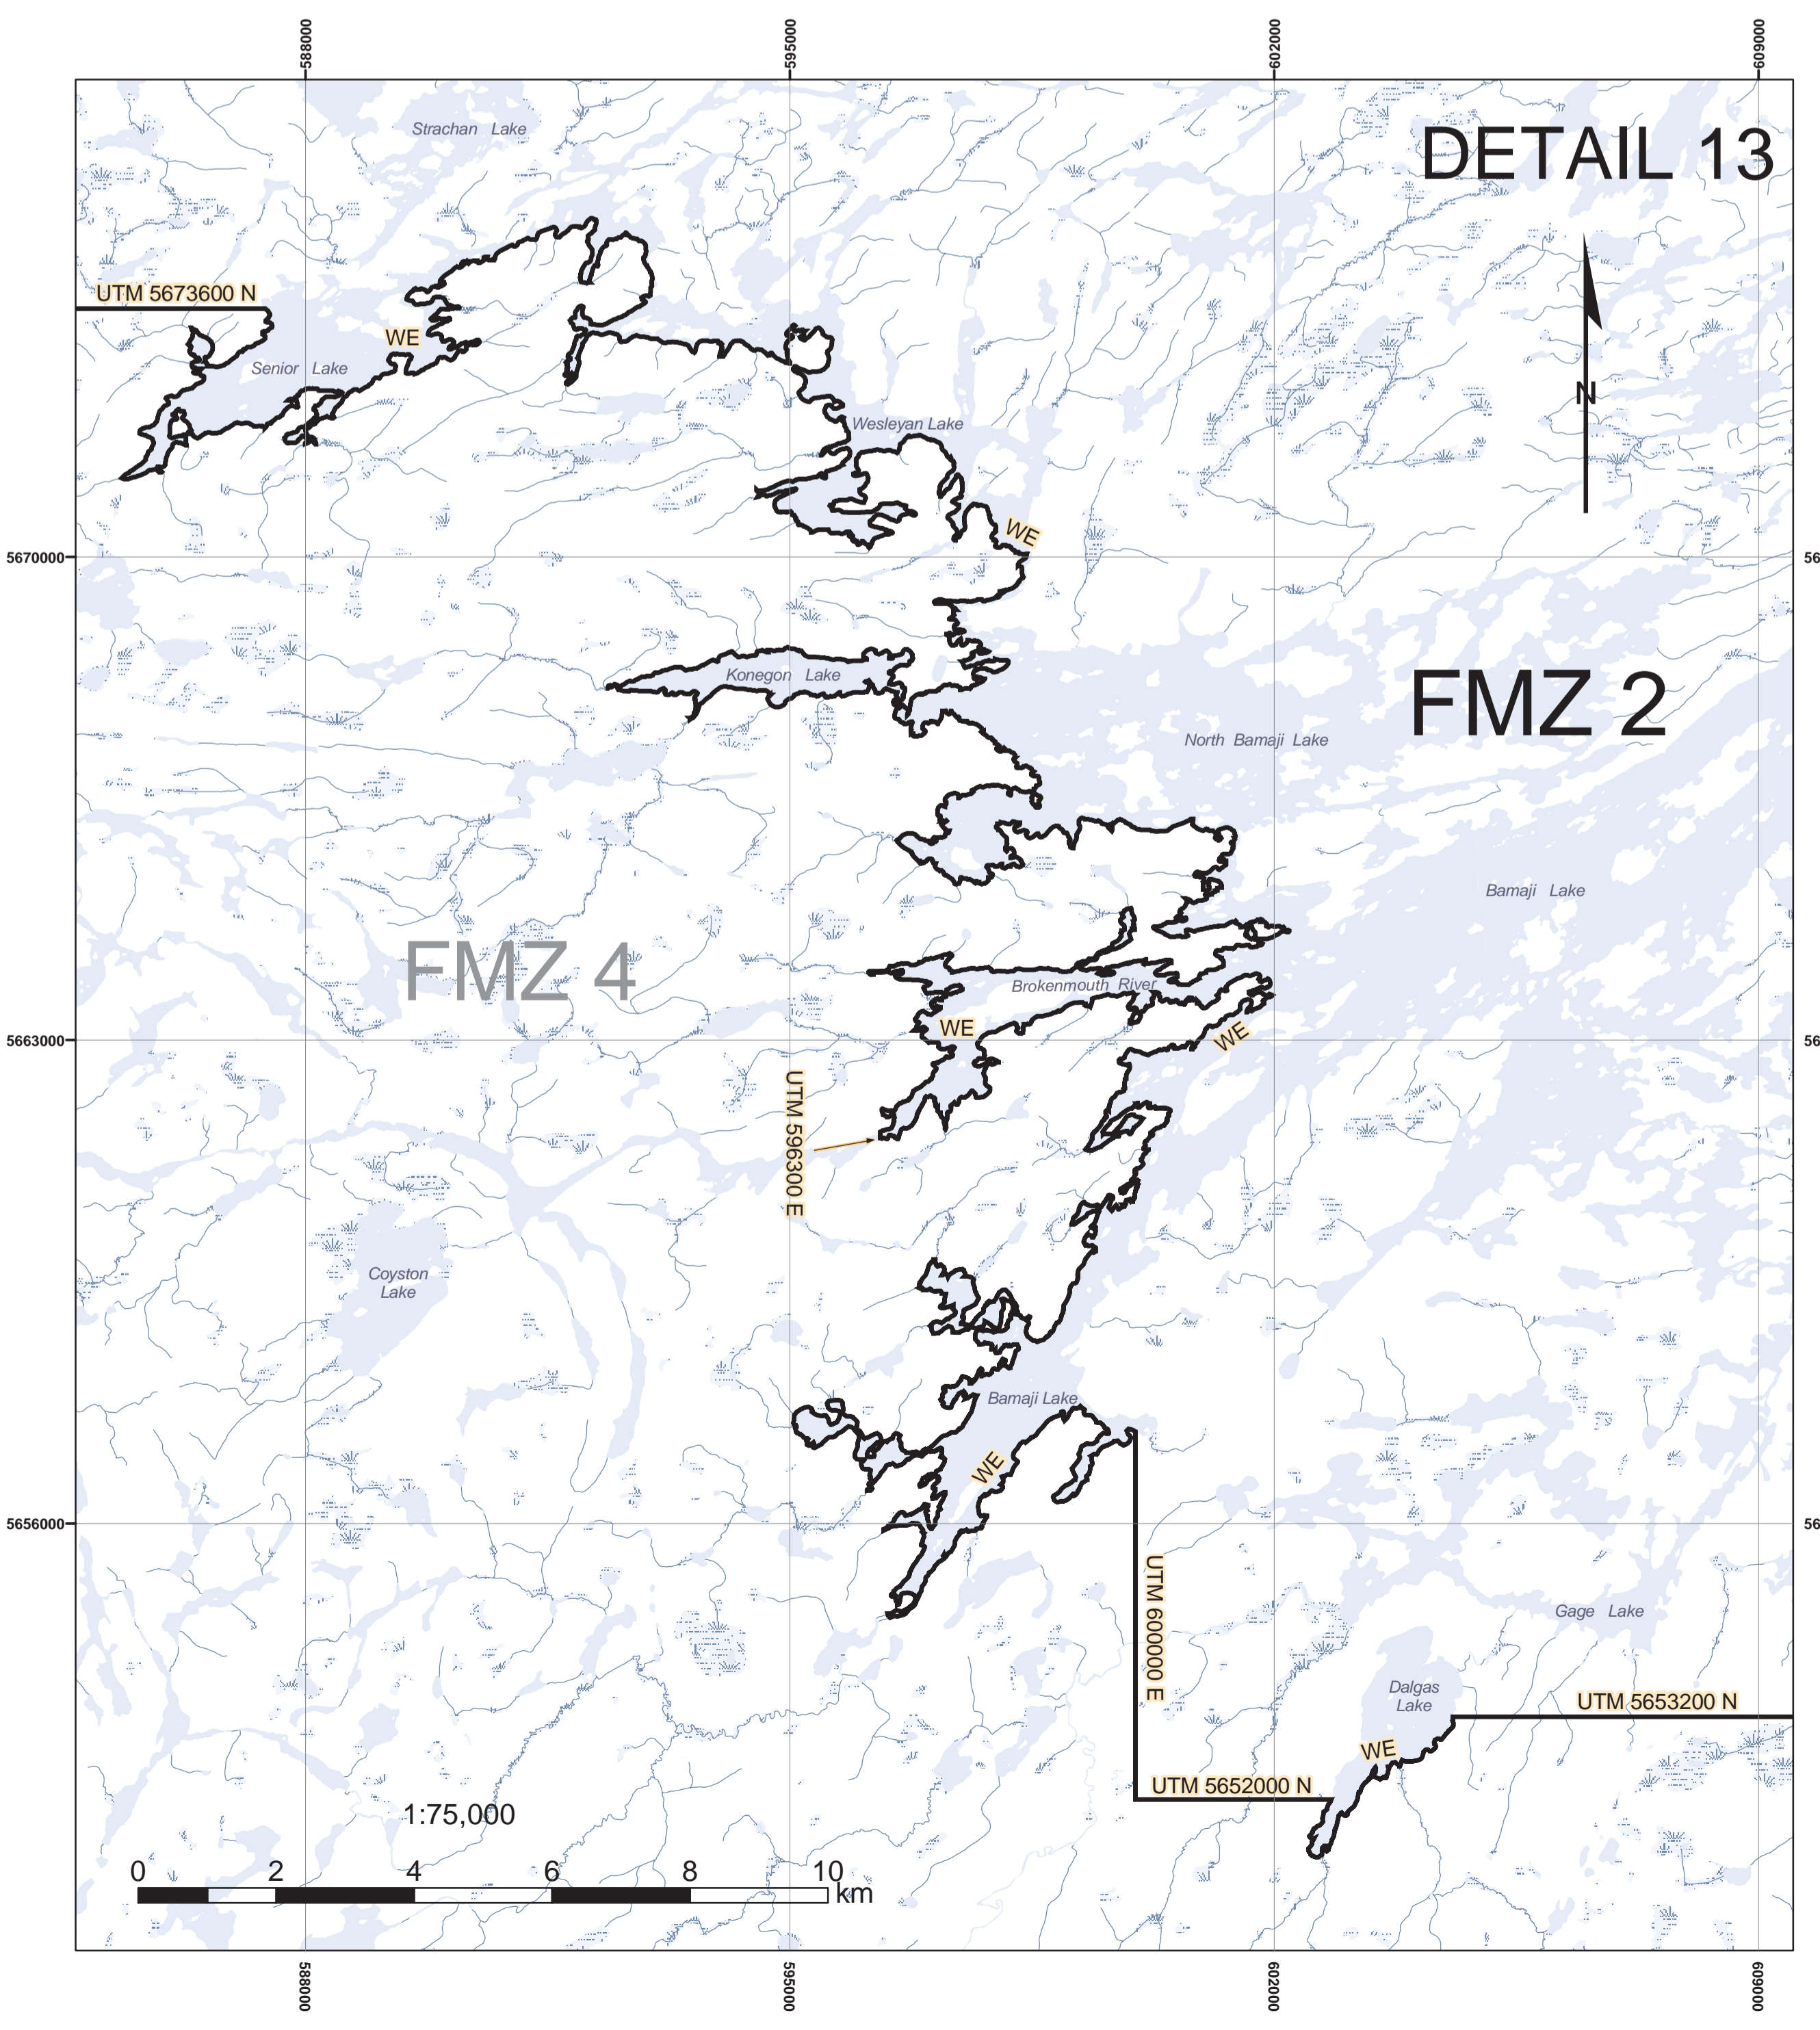 588000
595000
602000
609000
Strachan Lake
DETAIL 13
UTM 5673600 N
WE
Senior Lake
N
Wesleyan Lake
WE
5670000
56
Konegon Lake
FMZ 2
North Bamaji Lake
Bamaji Lake
FMZ 4
Brokenmouth River
WE
WE
5663000
56
UTM 596300 E
Coyston
Lake
Bamaji Lake
WE
5656000
56
UTM 600000 E
Gage Lake
Dalgas
Lake
UTM 5653200 N
WE
UTM 5652000 N
1:75,000
0 2 4 6 8 10
km
588000
595000
602000
609000